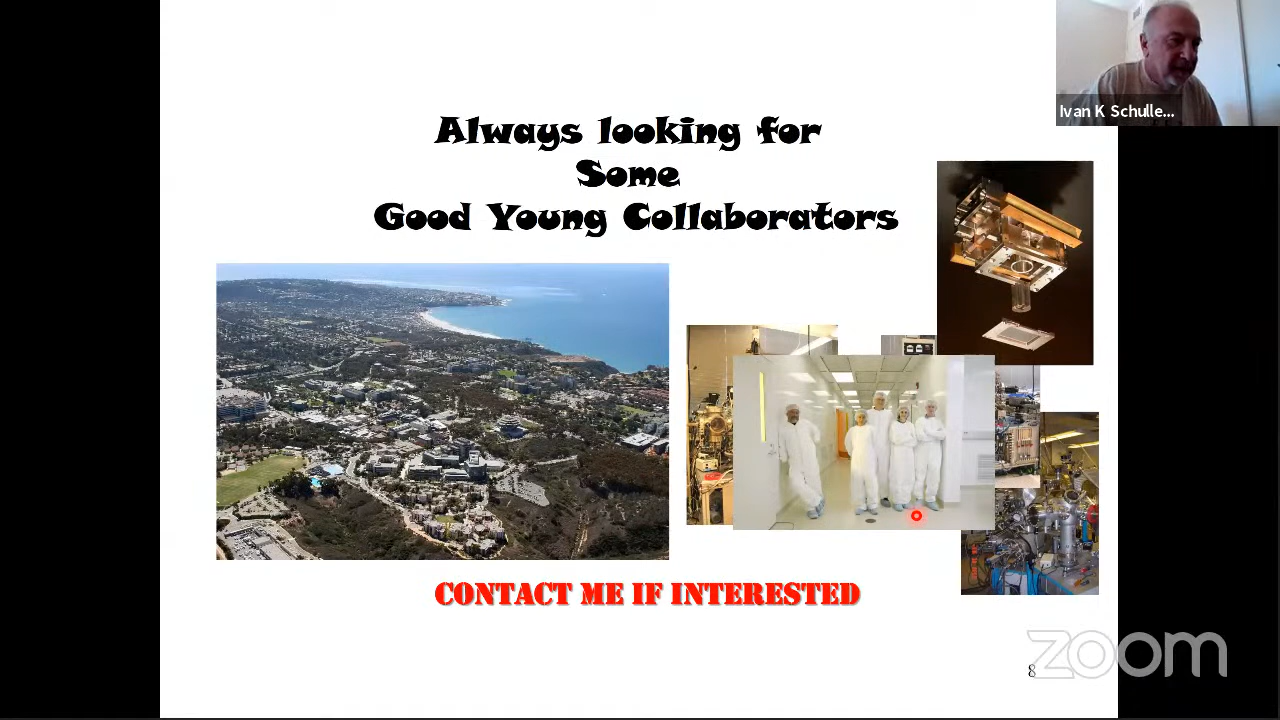 Ivan K Schulle...
Always looking for
Some
Good Young Collaborators
CONTACT ME IF INTERESTED
8
zoom